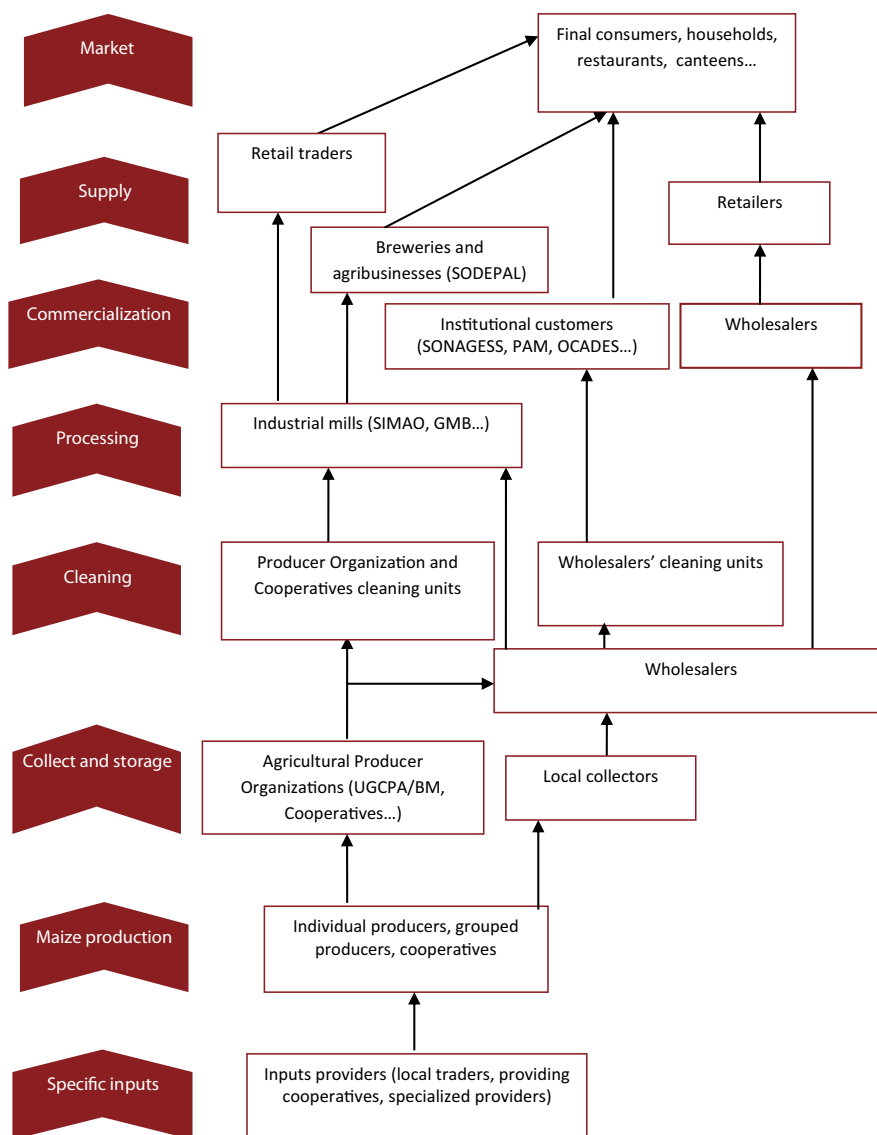 Market
Final consumers, households,
restaurants, canteens…
Retail traders
Supply
Retailers
Breweries and
agribusinesses (SODEPAL)
Commercialization
Institutional customers
(SONAGESS, PAM, OCADES…)
Wholesalers
Processing
Industrial mills (SIMAO, GMB…)
Cleaning
Producer Organization and
Cooperatives cleaning units
Wholesalers’ cleaning units
Wholesalers
Collect and storage
Agricultural Producer
Organizations (UGCPA/BM,
Cooperatives…)
Local collectors
Maize production
Individual producers, grouped
producers, cooperatives
Specific inputs
Inputs providers (local traders, providing
cooperatives, specialized providers)